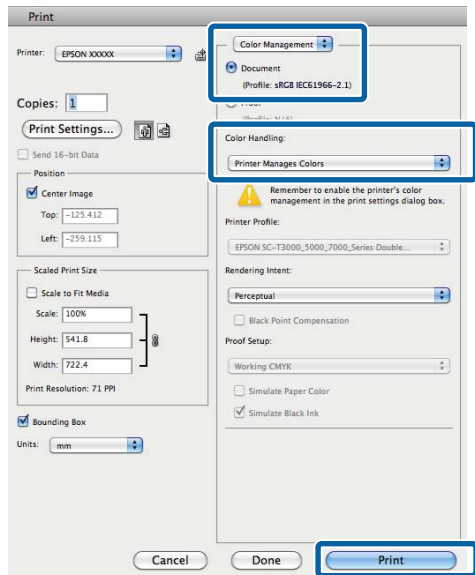 Print
Printer: EPSON XXXXX
Copies: 1
Print Settings...
Send 16-bit Data
Position
Center Image
Top: -125.412
Left: -259.115
Scaled Print Size
Scale to Fit Media
Scale: 100%
Height: 541.8
Width: 722.4
Print Resolution: 71 PPI
Bounding Box
Units: mm
Color Management
Document
(Profile: sRGB IEC61966-2.1)
Color Handling:
Printer Manages Colors
Remember to enable the printer's color
management in the print settings dialog box.
Printer Profile:
EPSON SC-T3000_5000_7000_Series Double...
Rendering Intent:
Perceptual
Black Point Compensation
Proof Setup:
Working CMYK
Simulate Paper Color
Simulate Black Ink
Cancel
Done
Print